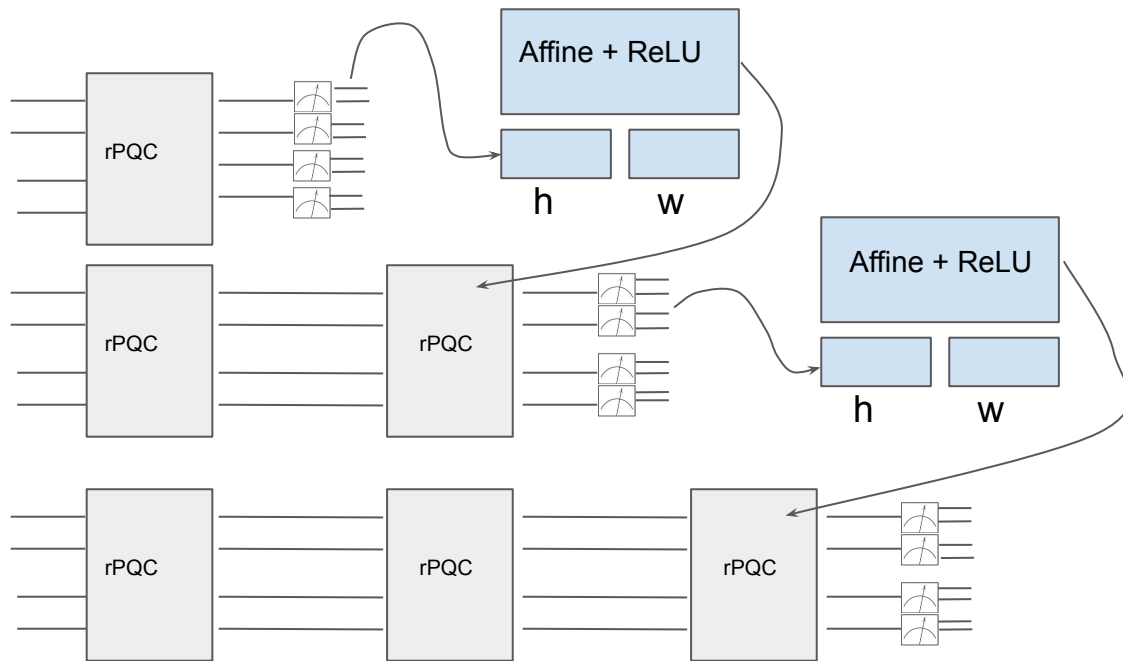 Affine + ReLU
rPQC
h w
Affine + ReLU
rPQC rPQC
h w
rPQC rPQC rPQC